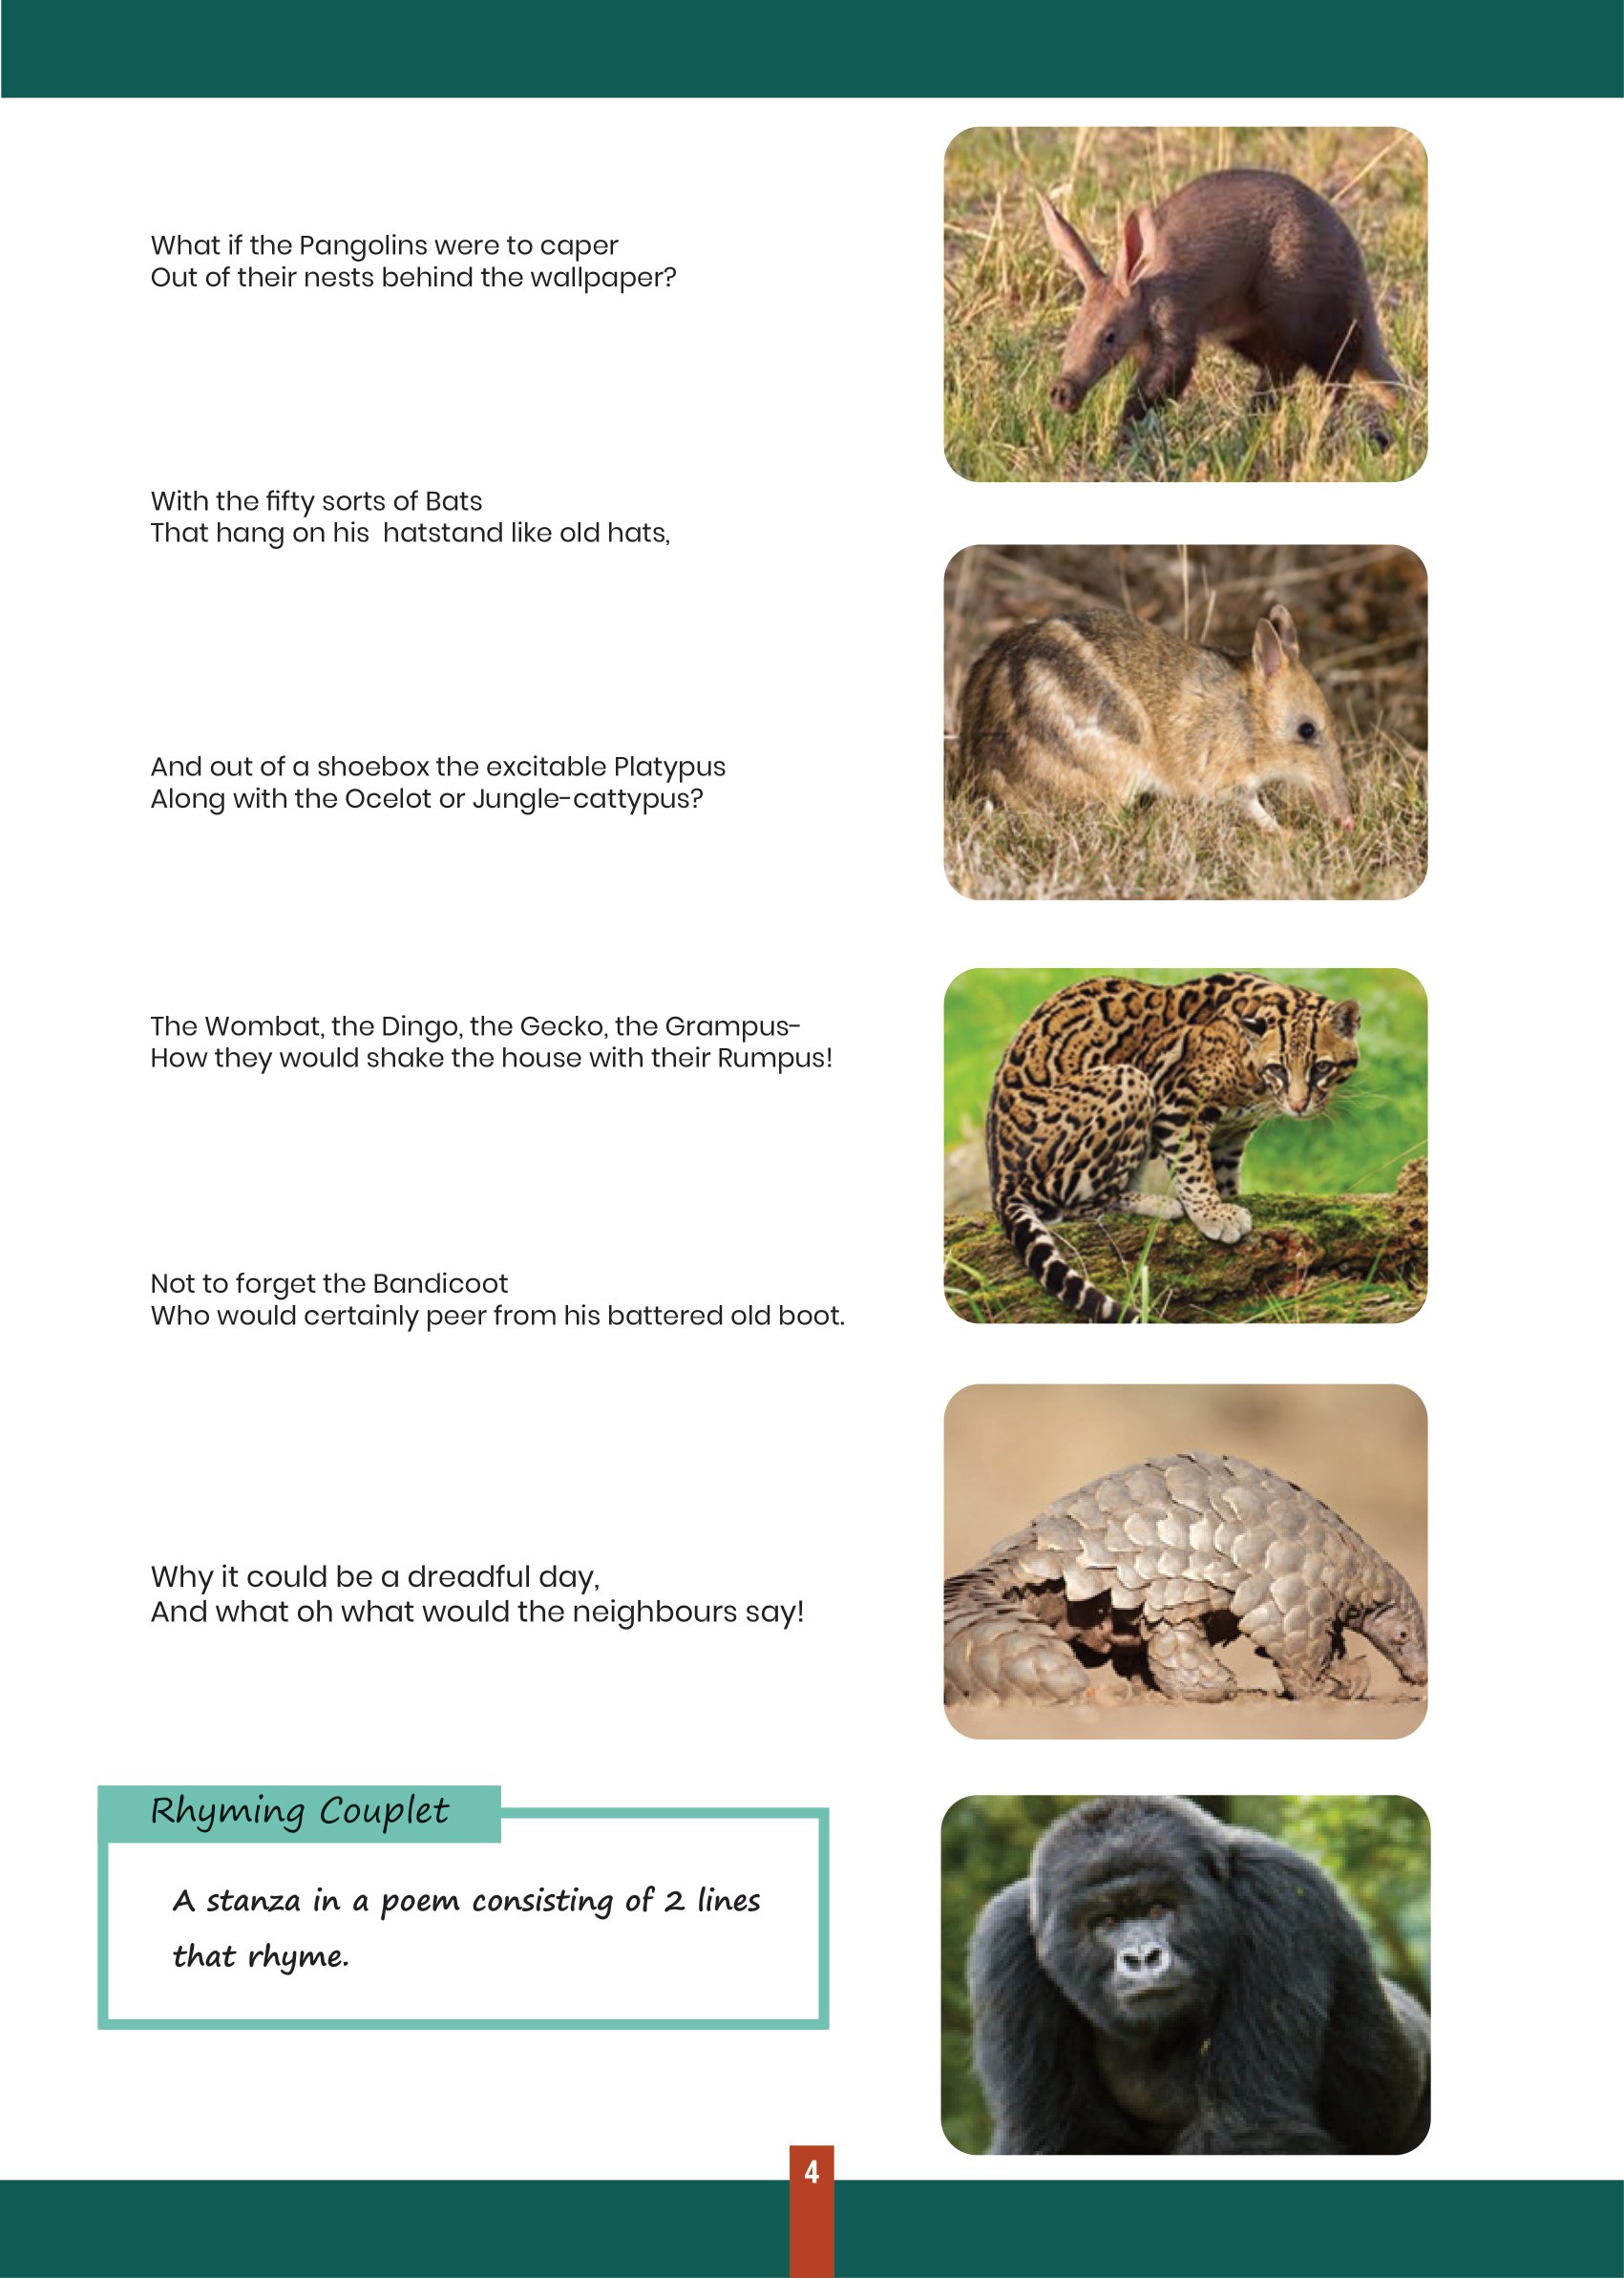 What if the Pangolins were to caper
Out of their nests behind the wallpaper?
With the fifty sorts of Bats
That hang on his  hatstand like old hats,
And out of a shoebox the excitable Platypus
Along with the Ocelot or Jungle-cattypus?
The Wombat, the Dingo, the Gecko, the Grampus-
How they would shake the house with their Rumpus!
Not to forget the Bandicoot
Who would certainly peer from his battered old boot.
Why it could be a dreadful day,
And what oh what would the neighbours say!
Rhyming Couplet
A stanza in a poem consisting of 2 lines
that rhyme.
4